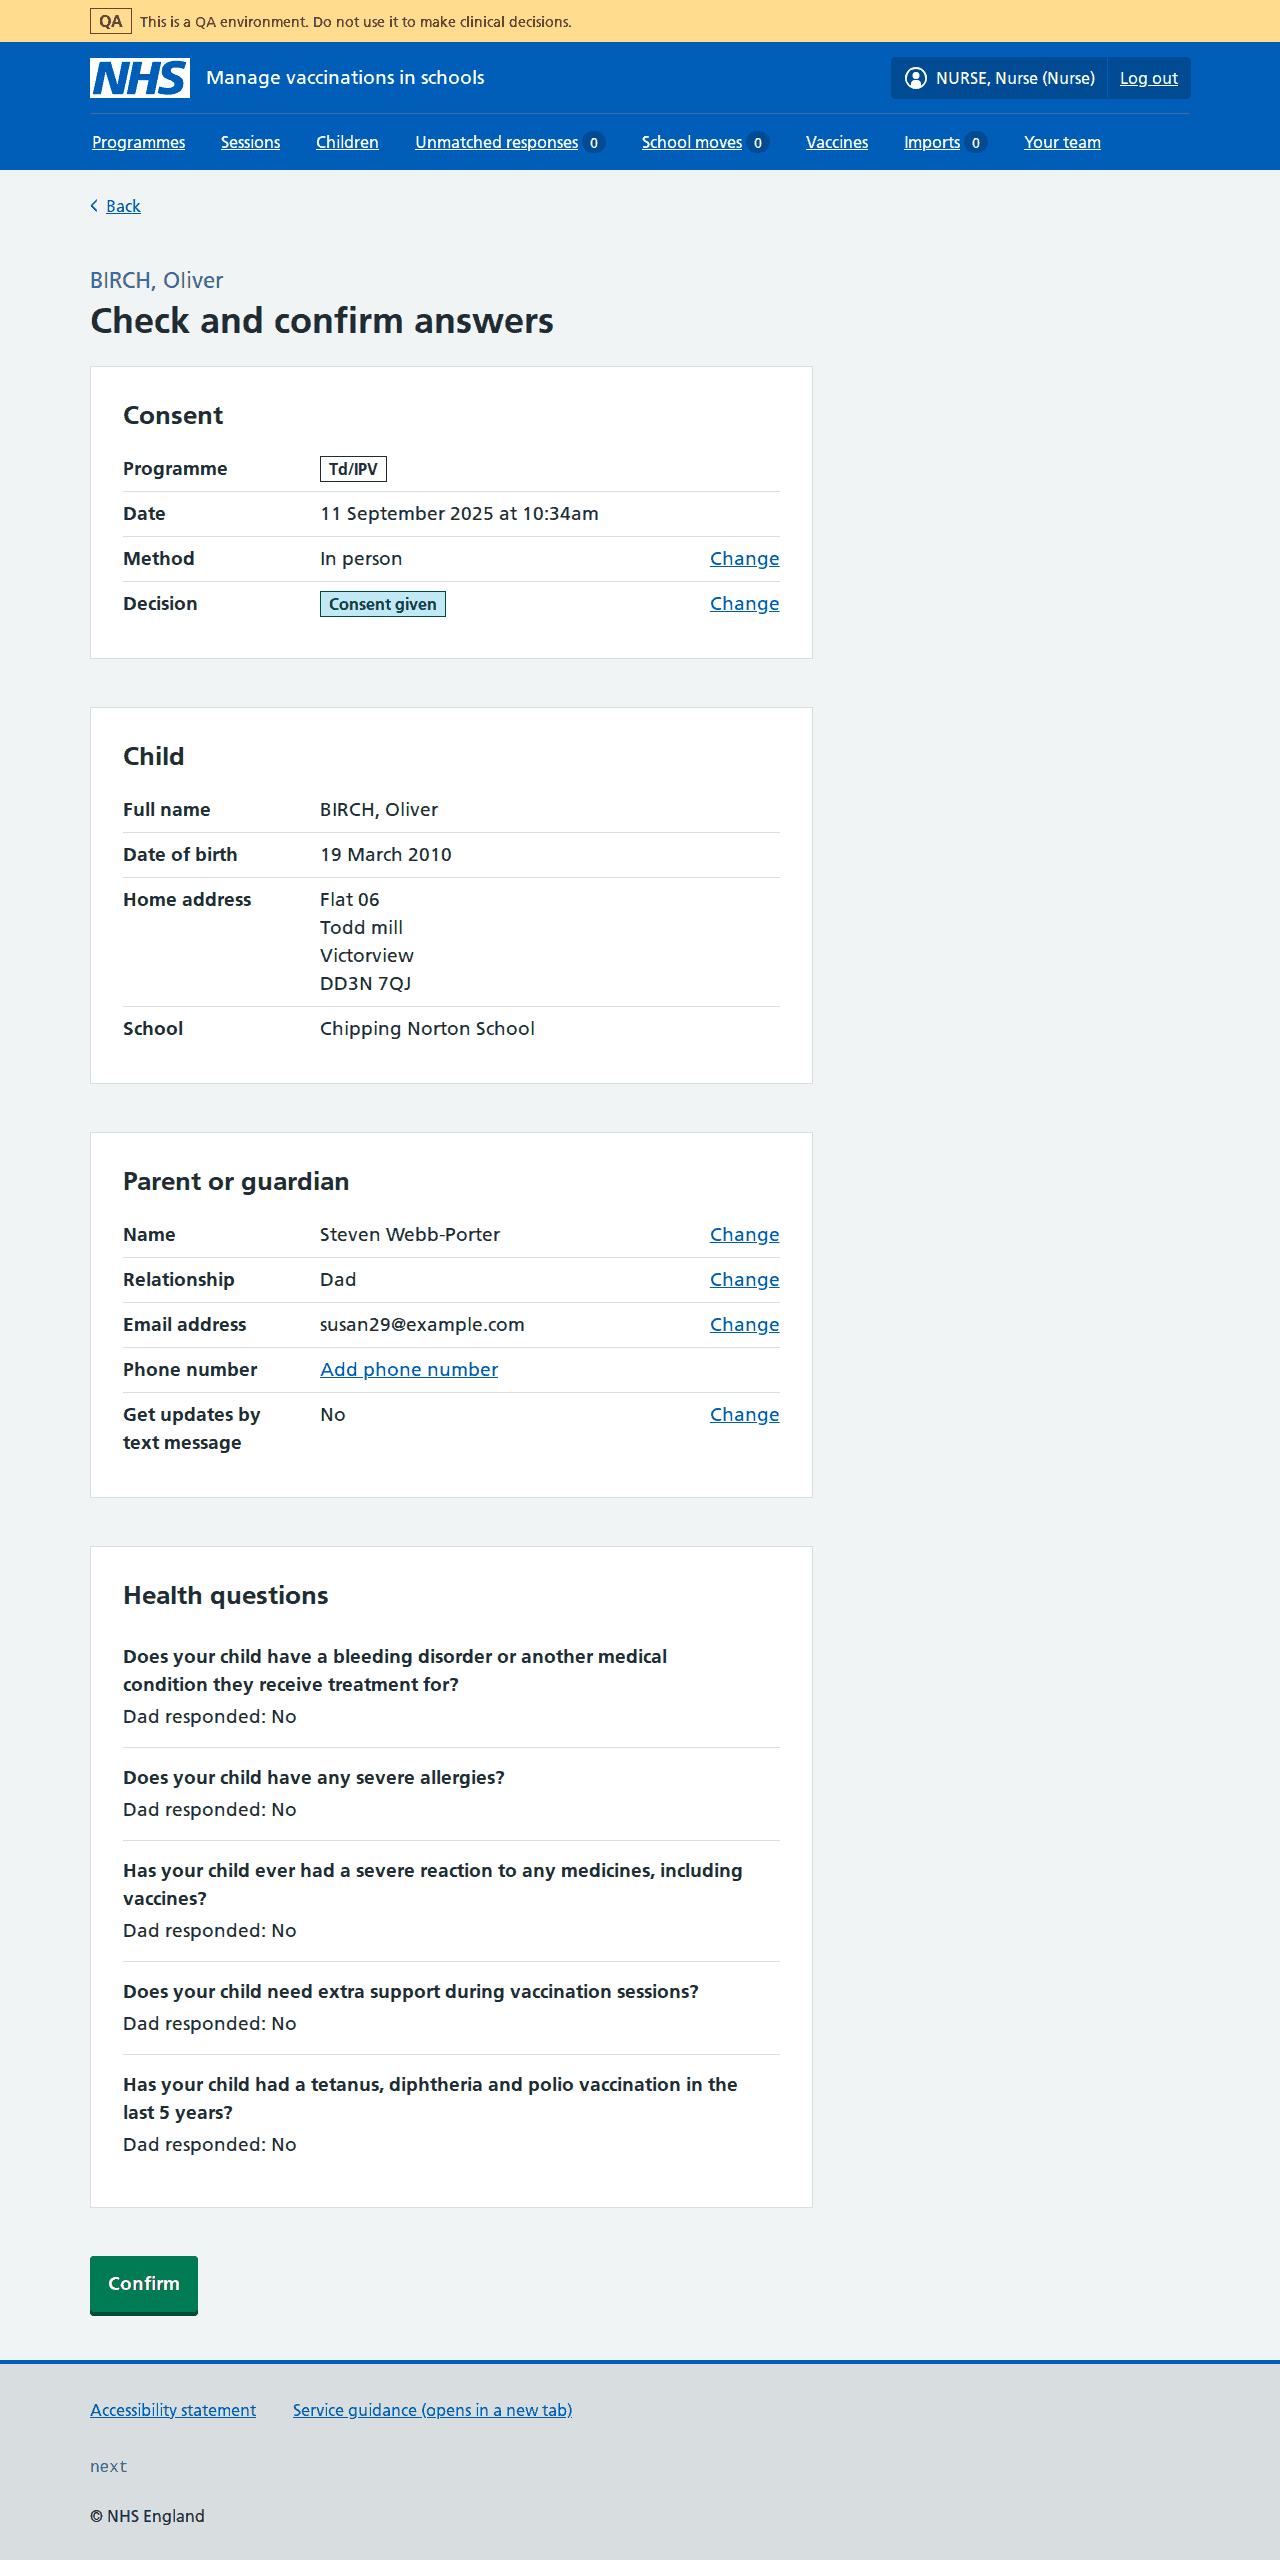 QA This is a QA environment. Do not use it to make clinical decisions.
NHS Manage vaccinations in schools NURSE, Nurse (Nurse) Log out
Programmes Sessions Children Unmatched responses 0 School moves 0 Vaccines Imports 0 Your team
Back
BIRCH, Oliver
Check and confirm answers
Consent
Programme Td/IPV
Date 11 September 2025 at 10:34am
Method In person Change
Decision Consent given Change
Child
Full name BIRCH, Oliver
Date of birth 19 March 2010
Home address Flat 06
Todd mill
Victorview
DD3N 7QJ
School Chipping Norton School
Parent or guardian
Name Steven Webb-Porter Change
Relationship Dad Change
Email address susan29@example.com Change
Phone number Add phone number
Get updates by No Change
text message
Health questions
Does your child have a bleeding disorder or another medical
condition they receive treatment for?
Dad responded: No
Does your child have any severe allergies?
Dad responded: No
Has your child ever had a severe reaction to any medicines, including
vaccines?
Dad responded: No
Does your child need extra support during vaccination sessions?
Dad responded: No
Has your child had a tetanus, diphtheria and polio vaccination in the
last 5 years?
Dad responded: No
Confirm
Accessibility statement Service guidance (opens in a new tab)
next
© NHS England